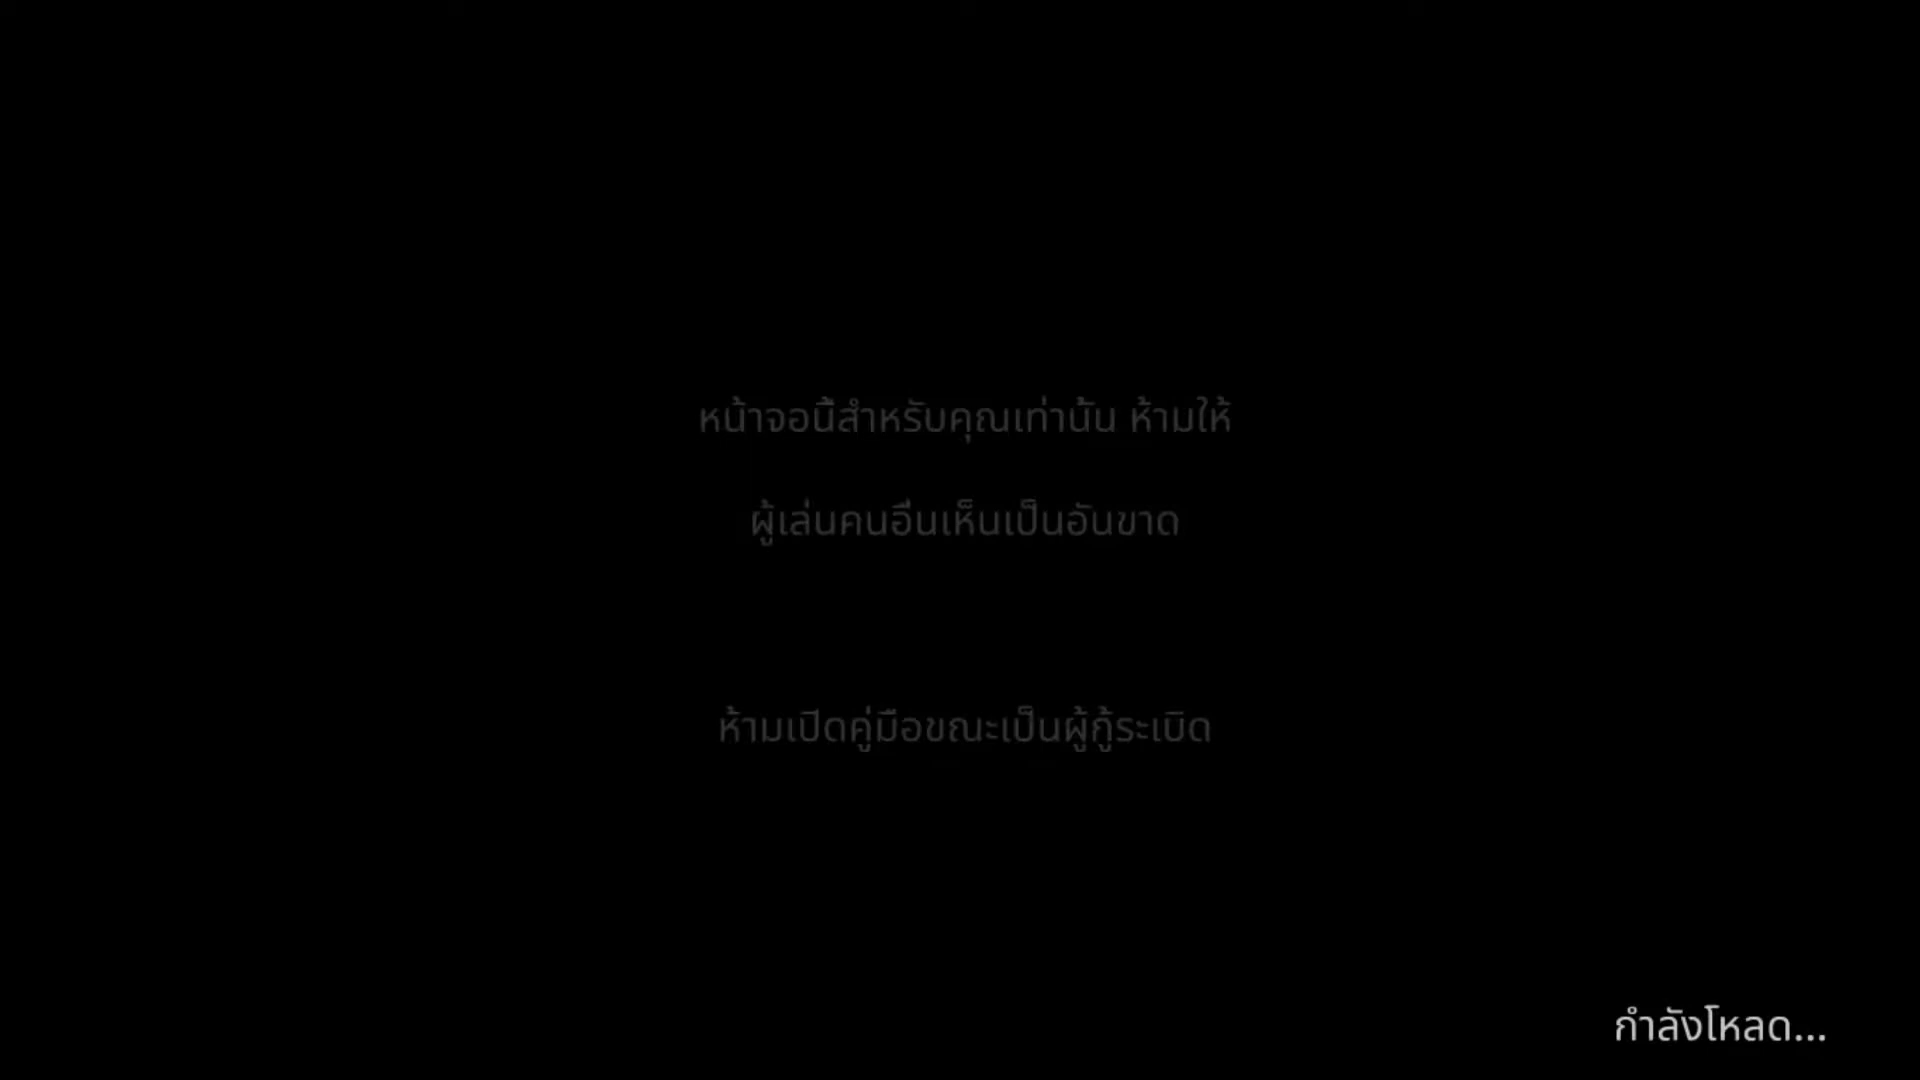 หน้าจอนี้สำหรับคุณเท่านั้น ห้ามให้
ผู้เล่นคนอื่นเห็นเป็นอันขาด
ห้ามเปิดคู่มือขณะเป็นผู้กู้ระเบิด
กำลังโหลด...